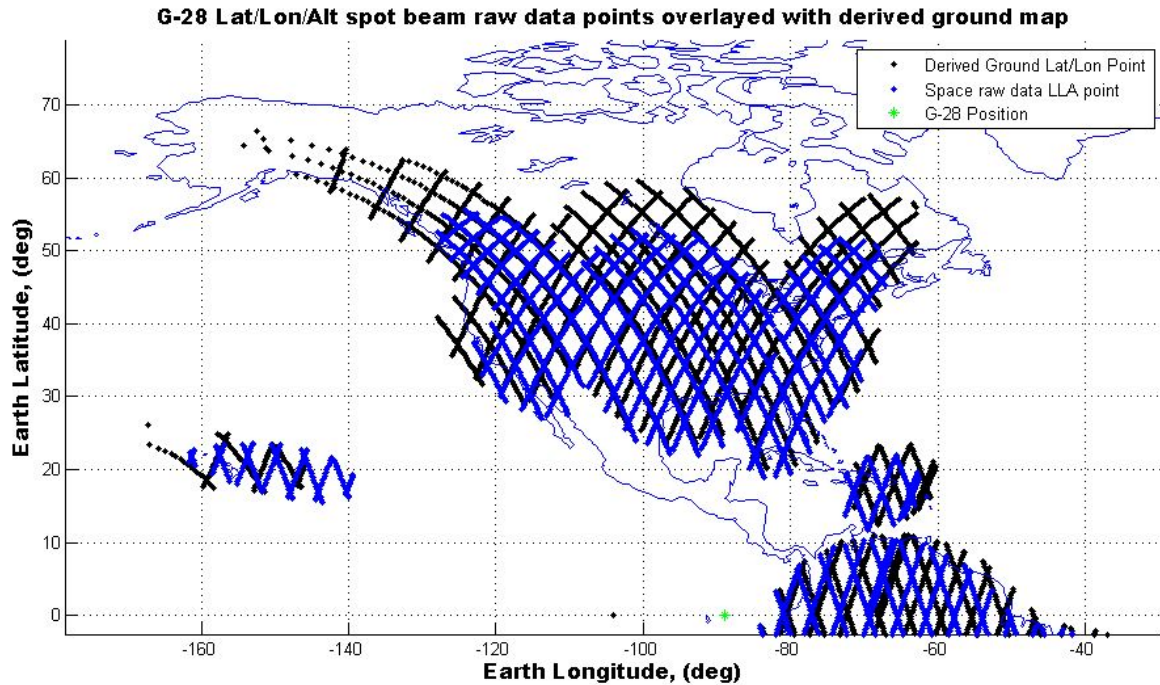 G-28 Lat/Lon/Alt spot beam raw data points overlayed with derived ground map
Derived Ground Lat/Lon Point
Space raw data LLA point
G-28 Position
Earth Latitude, (deg)
70
60
50
40
30
20
10
0
-160
-140
-120
-100
-80
-60
-40
Earth Longitude, (deg)